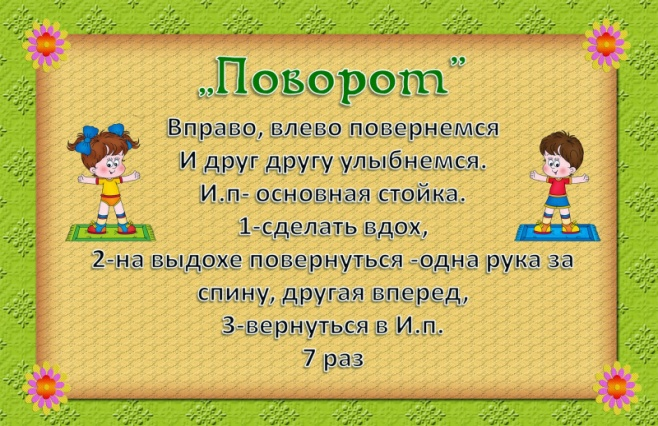 „Поворот”
Вправо, влево повернемся
И друг другу улыбнемся.
И.п- основная стойка.
1-сделать вдох,
2-на выдохе повернуться -одна рука за
спину, другая вперед,
3-вернуться в И.п.
7 раз